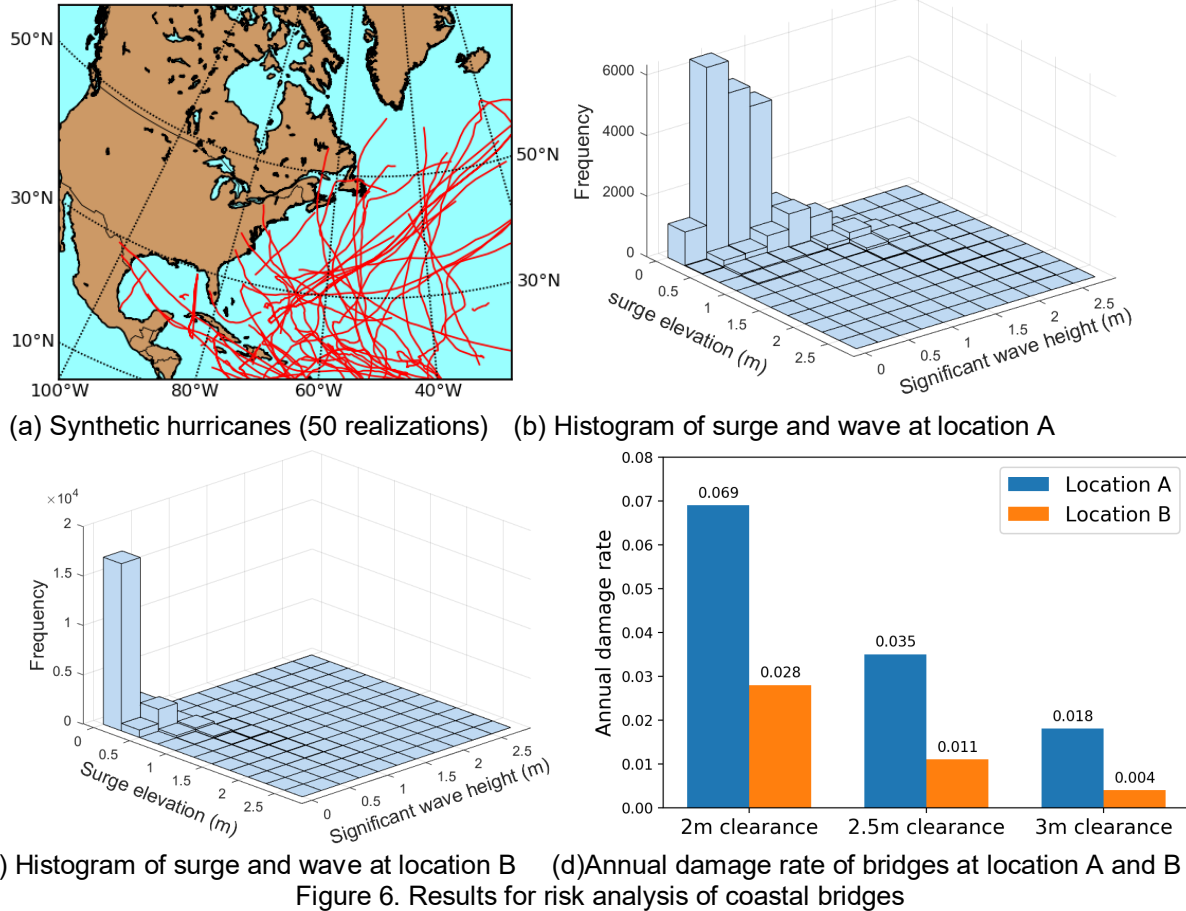 50°N
30°N
10°N
50°N
30°N
100°W 80°W 60°W 40°W
6000
4000
2000
0
Frequency
0 0.5 1 1.5 2 2.5
surge elevation (m)
0 0.5 1 1.5 2 2.5
Significant wave height (m)
(a) Synthetic hurricanes (50 realizations) (b) Histogram of surge and wave at location A
×10⁴
2
1.5
1
0.5
0
Frequency
0 0.5 1 1.5 2 2.5
Surge elevation (m)
0 0.5 1 1.5 2 2.5
Significant wave height (m)
0.08
0.07
0.06
0.05
0.04
0.03
0.02
0.01
0.00
Annual damage rate
Location A
Location B
0.069
0.028
0.035
0.011
0.018
0.004
2m clearance 2.5m clearance 3m clearance
) Histogram of surge and wave at location B (d)Annual damage rate of bridges at location A and B
Figure 6. Results for risk analysis of coastal bridges